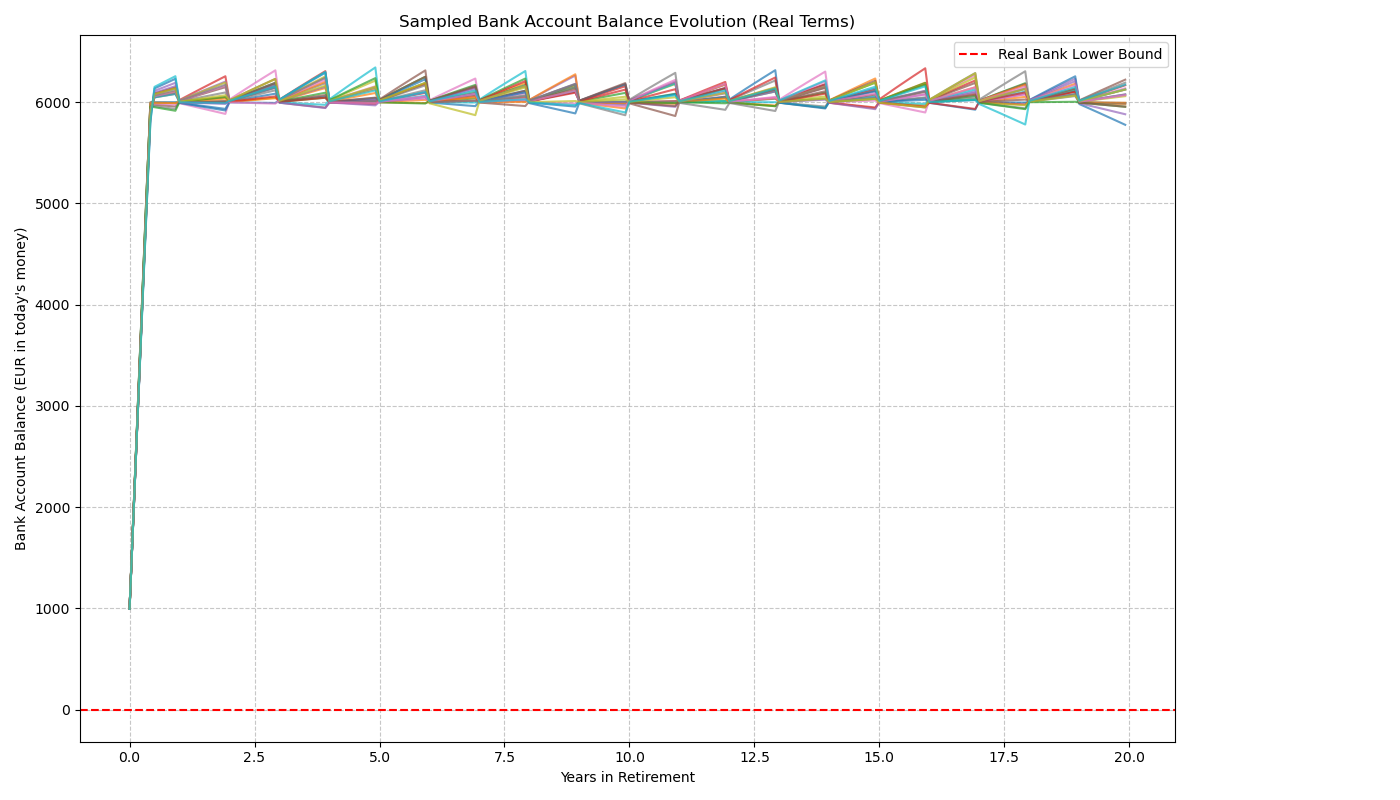 Sampled Bank Account Balance Evolution (Real Terms)
Real Bank Lower Bound
Bank Account Balance (EUR in today's money)
6000
5000
4000
3000
2000
1000
0
0.0 2.5 5.0 7.5 10.0 12.5 15.0 17.5 20.0
Years in Retirement